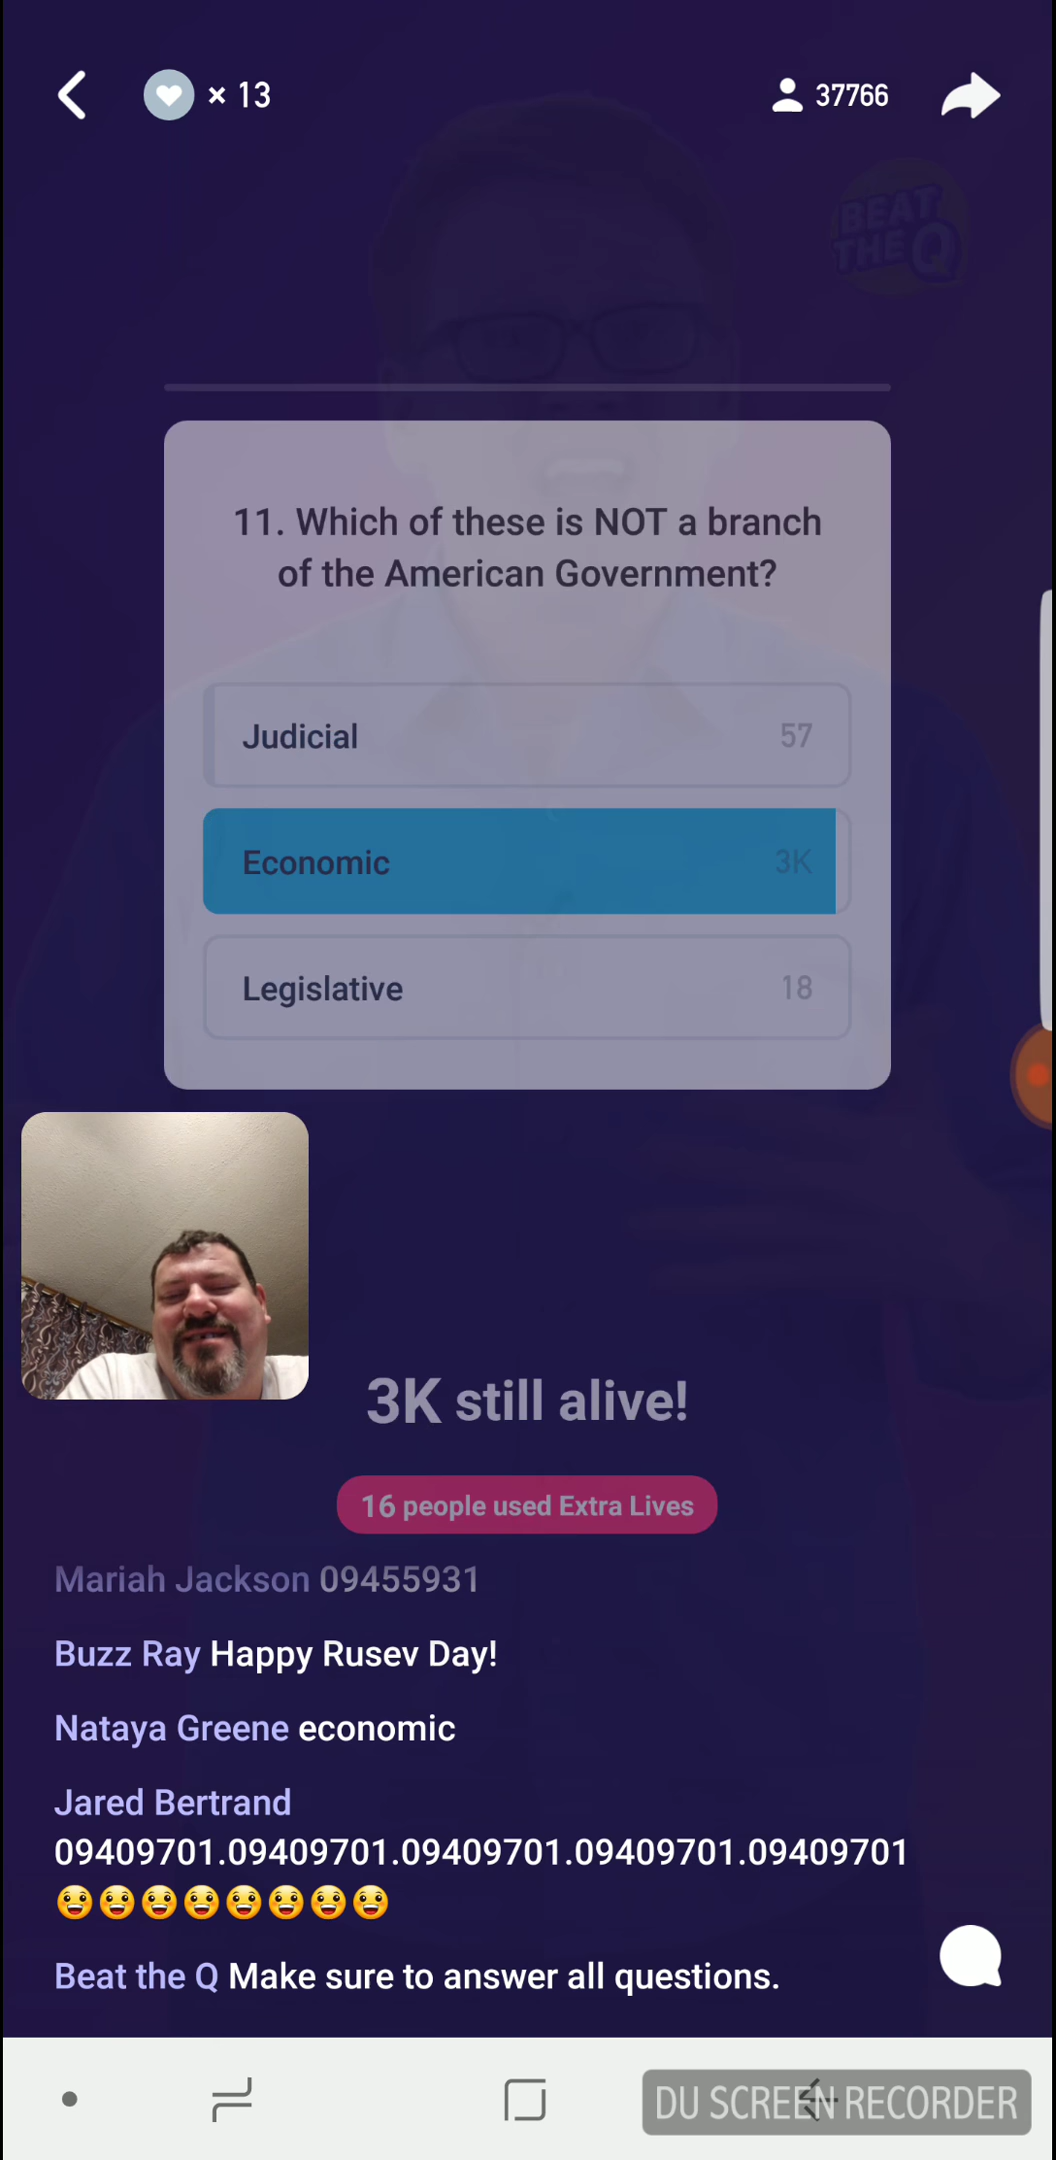 × 13
37766
BEAT
THE Q
11. Which of these is NOT a branch
of the American Government?
Judicial 57
Economic 3K
Legislative 18
3K still alive!
16 people used Extra Lives
Mariah Jackson 09455931
Buzz Ray Happy Rusev Day!
Nataya Greene economic
Jared Bertrand
09409701.09409701.09409701.09409701.09409701
😀😀😀😀😀😀😀😀
Beat the Q Make sure to answer all questions.
DU SCREEN RECORDER